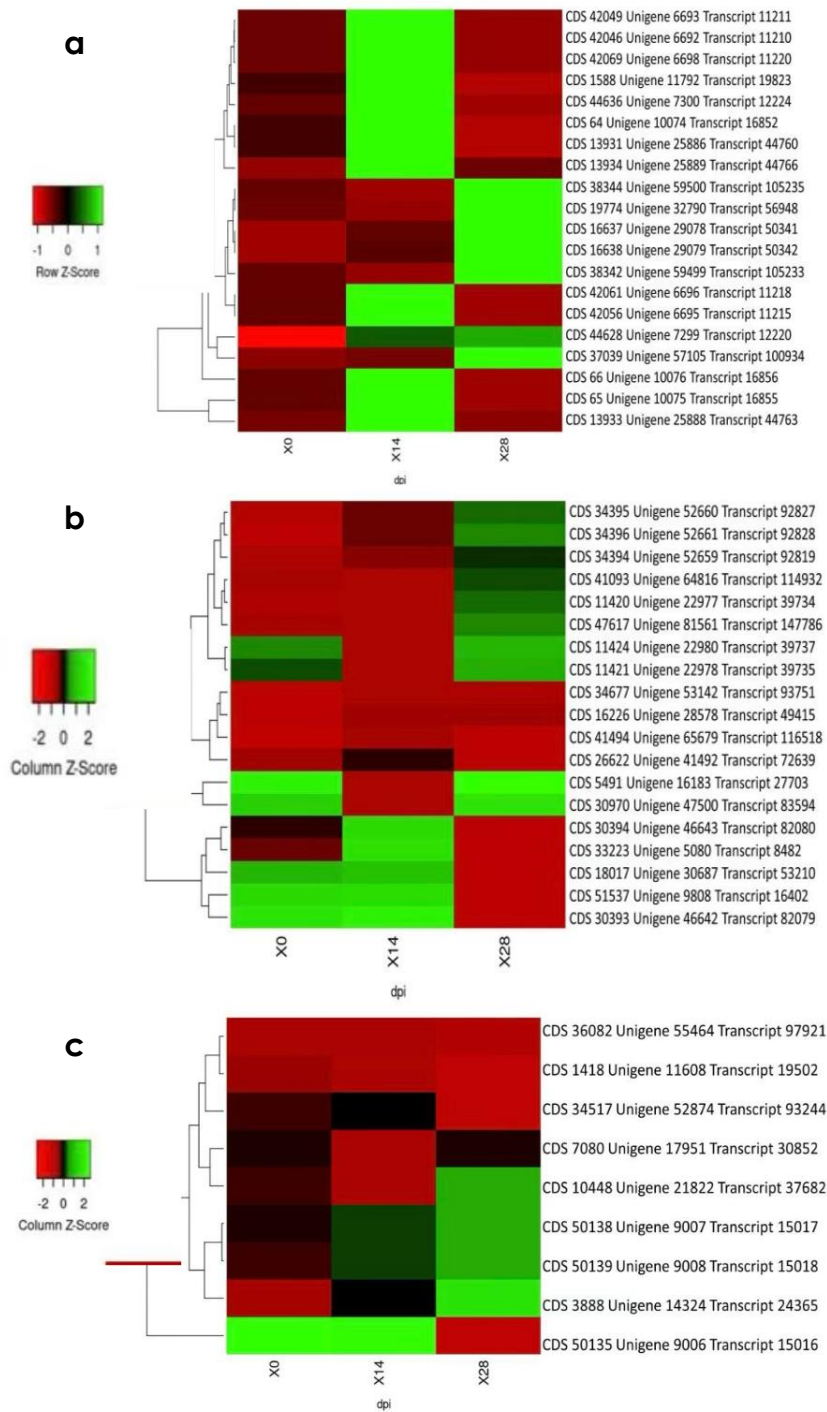 a
CDS 42049 Unigene 6693 Transcript 11211
CDS 42046 Unigene 6692 Transcript 11210
CDS 42069 Unigene 6698 Transcript 11220
CDS 1588 Unigene 11792 Transcript 19823
CDS 44636 Unigene 7300 Transcript 12224
CDS 64 Unigene 10074 Transcript 16852
CDS 13931 Unigene 25886 Transcript 44760
CDS 13934 Unigene 25889 Transcript 44766
CDS 38344 Unigene 59500 Transcript 105235
CDS 19774 Unigene 32790 Transcript 56948
CDS 16637 Unigene 29078 Transcript 50341
CDS 16638 Unigene 29079 Transcript 50342
CDS 38342 Unigene 59499 Transcript 105233
CDS 42061 Unigene 6696 Transcript 11218
CDS 42056 Unigene 6695 Transcript 11215
CDS 44628 Unigene 7299 Transcript 12220
CDS 37039 Unigene 57105 Transcript 100934
CDS 66 Unigene 10076 Transcript 16856
CDS 65 Unigene 10075 Transcript 16855
CDS 13933 Unigene 25888 Transcript 44763
-1 0 1
Row Z-Score
X0 X14 X28
dpi
b
CDS 34395 Unigene 52660 Transcript 92827
CDS 34396 Unigene 52661 Transcript 92828
CDS 34394 Unigene 52659 Transcript 92819
CDS 41093 Unigene 64816 Transcript 114932
CDS 11420 Unigene 22977 Transcript 39734
CDS 47617 Unigene 81561 Transcript 147786
CDS 11424 Unigene 22980 Transcript 39737
CDS 11421 Unigene 22978 Transcript 39735
CDS 34677 Unigene 53142 Transcript 93751
CDS 16226 Unigene 28578 Transcript 49415
CDS 41494 Unigene 65679 Transcript 116518
CDS 26622 Unigene 41492 Transcript 72639
CDS 5491 Unigene 16183 Transcript 27703
CDS 30970 Unigene 47500 Transcript 83594
CDS 30394 Unigene 46643 Transcript 82080
CDS 33223 Unigene 5080 Transcript 8482
CDS 18017 Unigene 30687 Transcript 53210
CDS 51537 Unigene 9808 Transcript 16402
CDS 30393 Unigene 46642 Transcript 82079
-2 0 2
Column Z-Score
X0 X14 X28
dpi
c
CDS 36082 Unigene 55464 Transcript 97921
CDS 1418 Unigene 11608 Transcript 19502
CDS 34517 Unigene 52874 Transcript 93244
CDS 7080 Unigene 17951 Transcript 30852
CDS 10448 Unigene 21822 Transcript 37682
CDS 50138 Unigene 9007 Transcript 15017
CDS 50139 Unigene 9008 Transcript 15018
CDS 3888 Unigene 14324 Transcript 24365
CDS 50135 Unigene 9006 Transcript 15016
-2 0 2
Column Z-Score
X0 X14 X28
dpi